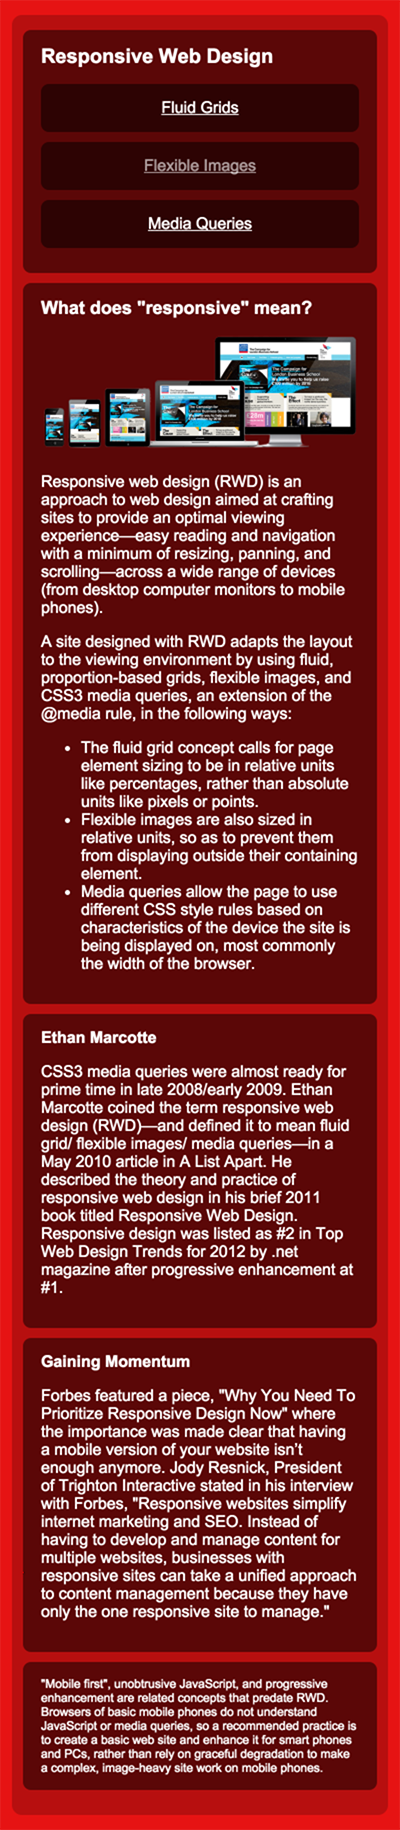 Responsive Web Design
Fluid Grids
Flexible Images
Media Queries
What does "responsive" mean?
The Campaign for
London Business School
Responsive web design (RWD) is an
approach to web design aimed at crafting
sites to provide an optimal viewing
experience—easy reading and navigation
with a minimum of resizing, panning, and
scrolling—across a wide range of devices
(from desktop computer monitors to mobile
phones).
A site designed with RWD adapts the layout
to the viewing environment by using fluid,
proportion-based grids, flexible images, and
CSS3 media queries, an extension of the
@media rule, in the following ways:
• The fluid grid concept calls for page
element sizing to be in relative units
like percentages, rather than absolute
units like pixels or points.
• Flexible images are also sized in
relative units, so as to prevent them
from displaying outside their containing
element.
• Media queries allow the page to use
different CSS style rules based on
characteristics of the device the site is
being displayed on, most commonly
the width of the browser.
Ethan Marcotte
CSS3 media queries were almost ready for
prime time in late 2008/early 2009. Ethan
Marcotte coined the term responsive web
design (RWD)—and defined it to mean fluid
grid/ flexible images/ media queries—in a
May 2010 article in A List Apart. He
described the theory and practice of
responsive web design in his brief 2011
book titled Responsive Web Design.
Responsive design was listed as #2 in Top
Web Design Trends for 2012 by .net
magazine after progressive enhancement at
#1.
Gaining Momentum
Forbes featured a piece, "Why You Need To
Prioritize Responsive Design Now" where
the importance was made clear that having
a mobile version of your website isn't
enough anymore. Jody Resnick, President
of Trighton Interactive stated in his interview
with Forbes, "Responsive websites simplify
internet marketing and SEO. Instead of
having to develop and manage content for
multiple websites, businesses with
responsive sites can take a unified approach
to content management because they have
only the one responsive site to manage."
"Mobile first", unobtrusive JavaScript, and progressive
enhancement are related concepts that predate RWD.
Browsers of basic mobile phones do not understand
JavaScript or media queries, so a recommended practice is
to create a basic web site and enhance it for smart phones
and PCs, rather than rely on graceful degradation to make
a complex, image-heavy site work on mobile phones.